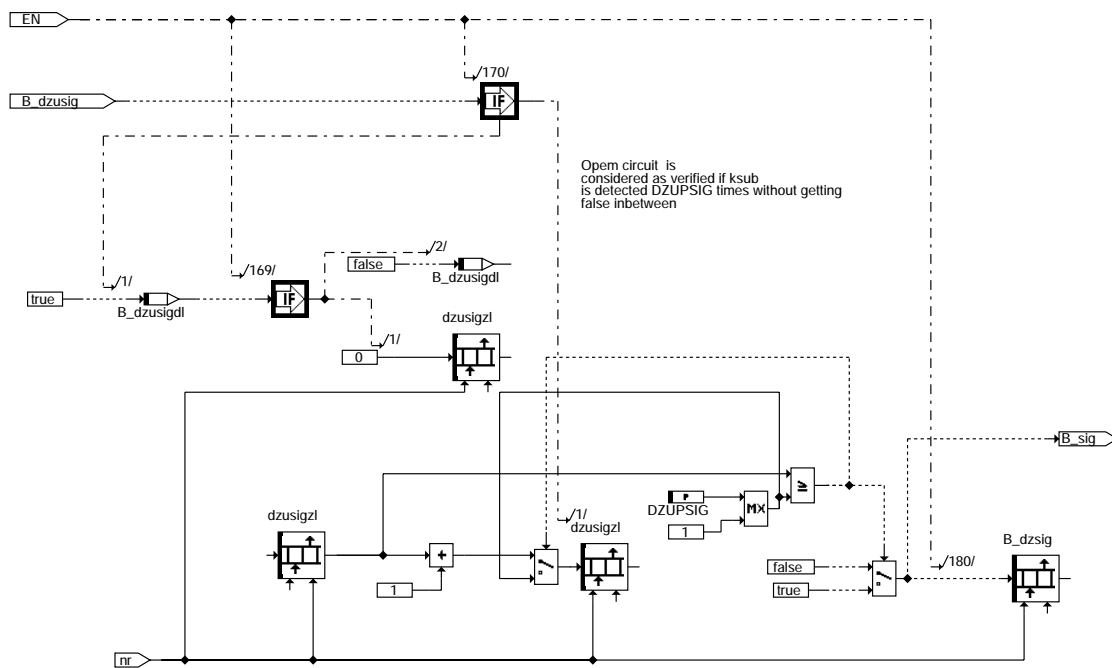 EN
/170/
IF
B_dzusig
Opem circuit is
considered as verified if ksub
is detected DZUPSIG times without getting
false inbetween
/2/
false
B_dzusigdl
/169/
/1/
IF
true
B_dzusigdl
dzusigzl
/1/
0
B_sig
≥
P
DZUPSIG
MX
1
/1/
dzusigzl
dzusigzl
+
1
B_dzsig
/180/
false
true
nr